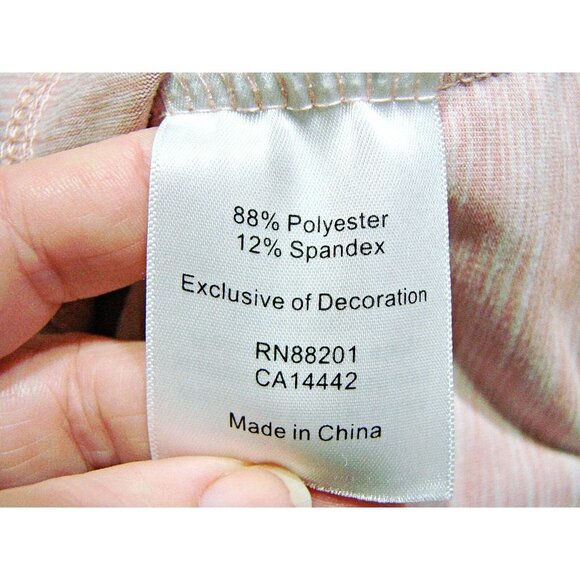 88% Polyester
12% Spandex
Exclusive of Decoration
RN88201
CA14442
Made in China